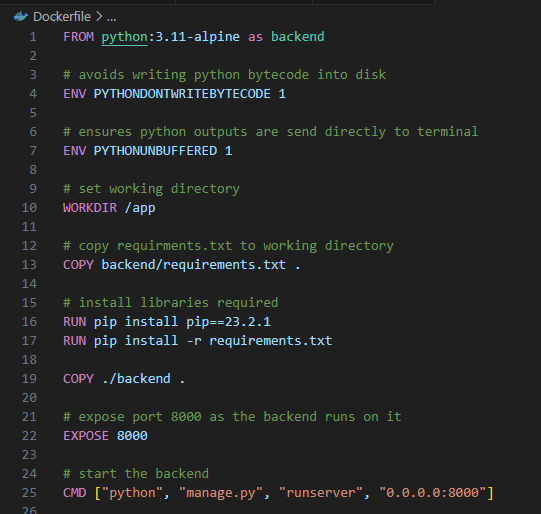 Dockerfile > ...
1 FROM python:3.11-alpine as backend
2
3 # avoids writing python bytecode into disk
4 ENV PYTHONDONTWRITEBYTECODE 1
5
6 # ensures python outputs are send directly to terminal
7 ENV PYTHONUNBUFFERED 1
8
9 # set working directory
10 WORKDIR /app
11
12 # copy requirments.txt to working directory
13 COPY backend/requirements.txt .
14
15 # install libraries required
16 RUN pip install pip==23.2.1
17 RUN pip install -r requirements.txt
18
19 COPY ./backend .
20
21 # expose port 8000 as the backend runs on it
22 EXPOSE 8000
23
24 # start the backend
25 CMD ["python", "manage.py", "runserver", "0.0.0.0:8000"]
26